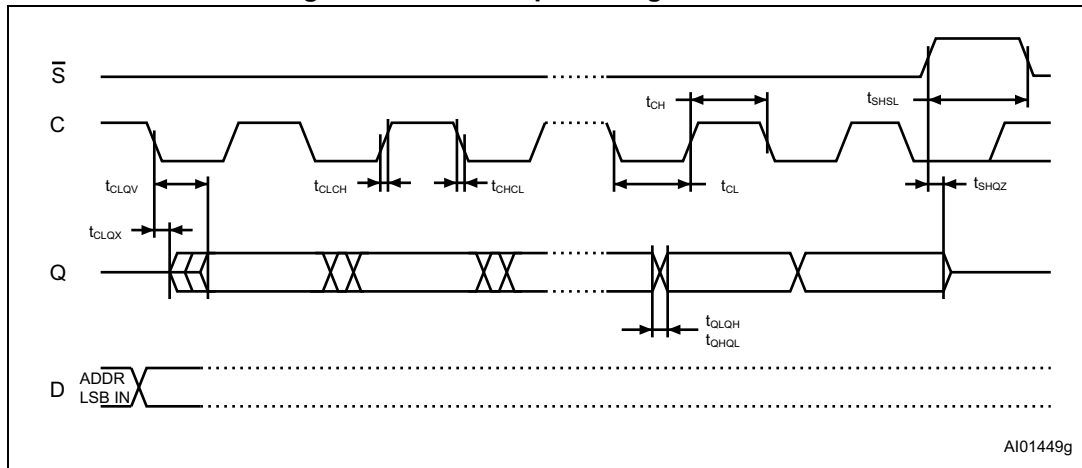 S̅
C
tCH
tSHSL
tCLQV
tCLCH
tCHCL
tCL
tSHQZ
tCLQX
Q
tQLQH
tQHQL
D
ADDR
LSB IN
AI01449g